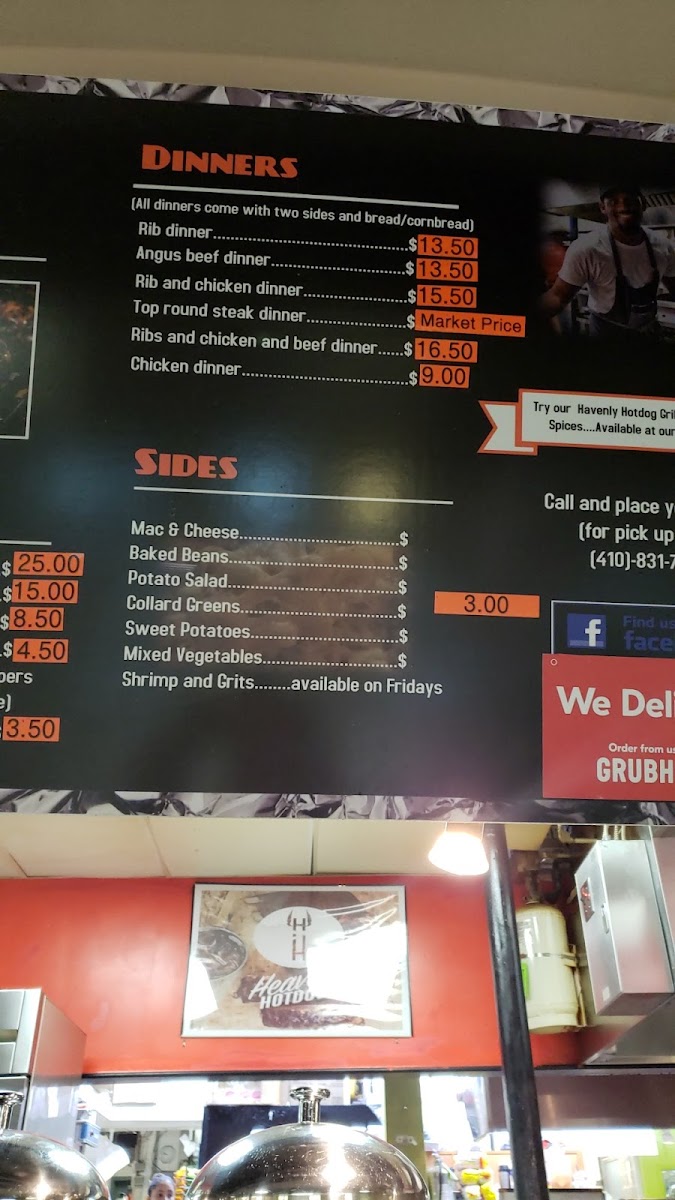 DINNERS
(All dinners come with two sides and bread/cornbread)
Rib dinner..........................................$13.50
Angus beef dinner.............................$13.50
Rib and chicken dinner......................$15.50
Top round steak dinner.....................$Market Price
Ribs and chicken and beef dinner......$16.50
Chicken dinner....................................$9.00
SIDES
Mac & Cheese..................................$
Baked Beans.....................................$
Potato Salad.....................................$
Collard Greens..................................$
3.00
Sweet Potatoes................................$
Mixed Vegetables.............................$
Shrimp and Grits........available on Fridays
$25.00
$15.00
$8.50
$4.50
3.50
Try our Havenly Hotdog
Spices....Available at our
Call and place
(for pick up
(410)-831-7
f
Find us
We
Order from us
HH
HOTDO